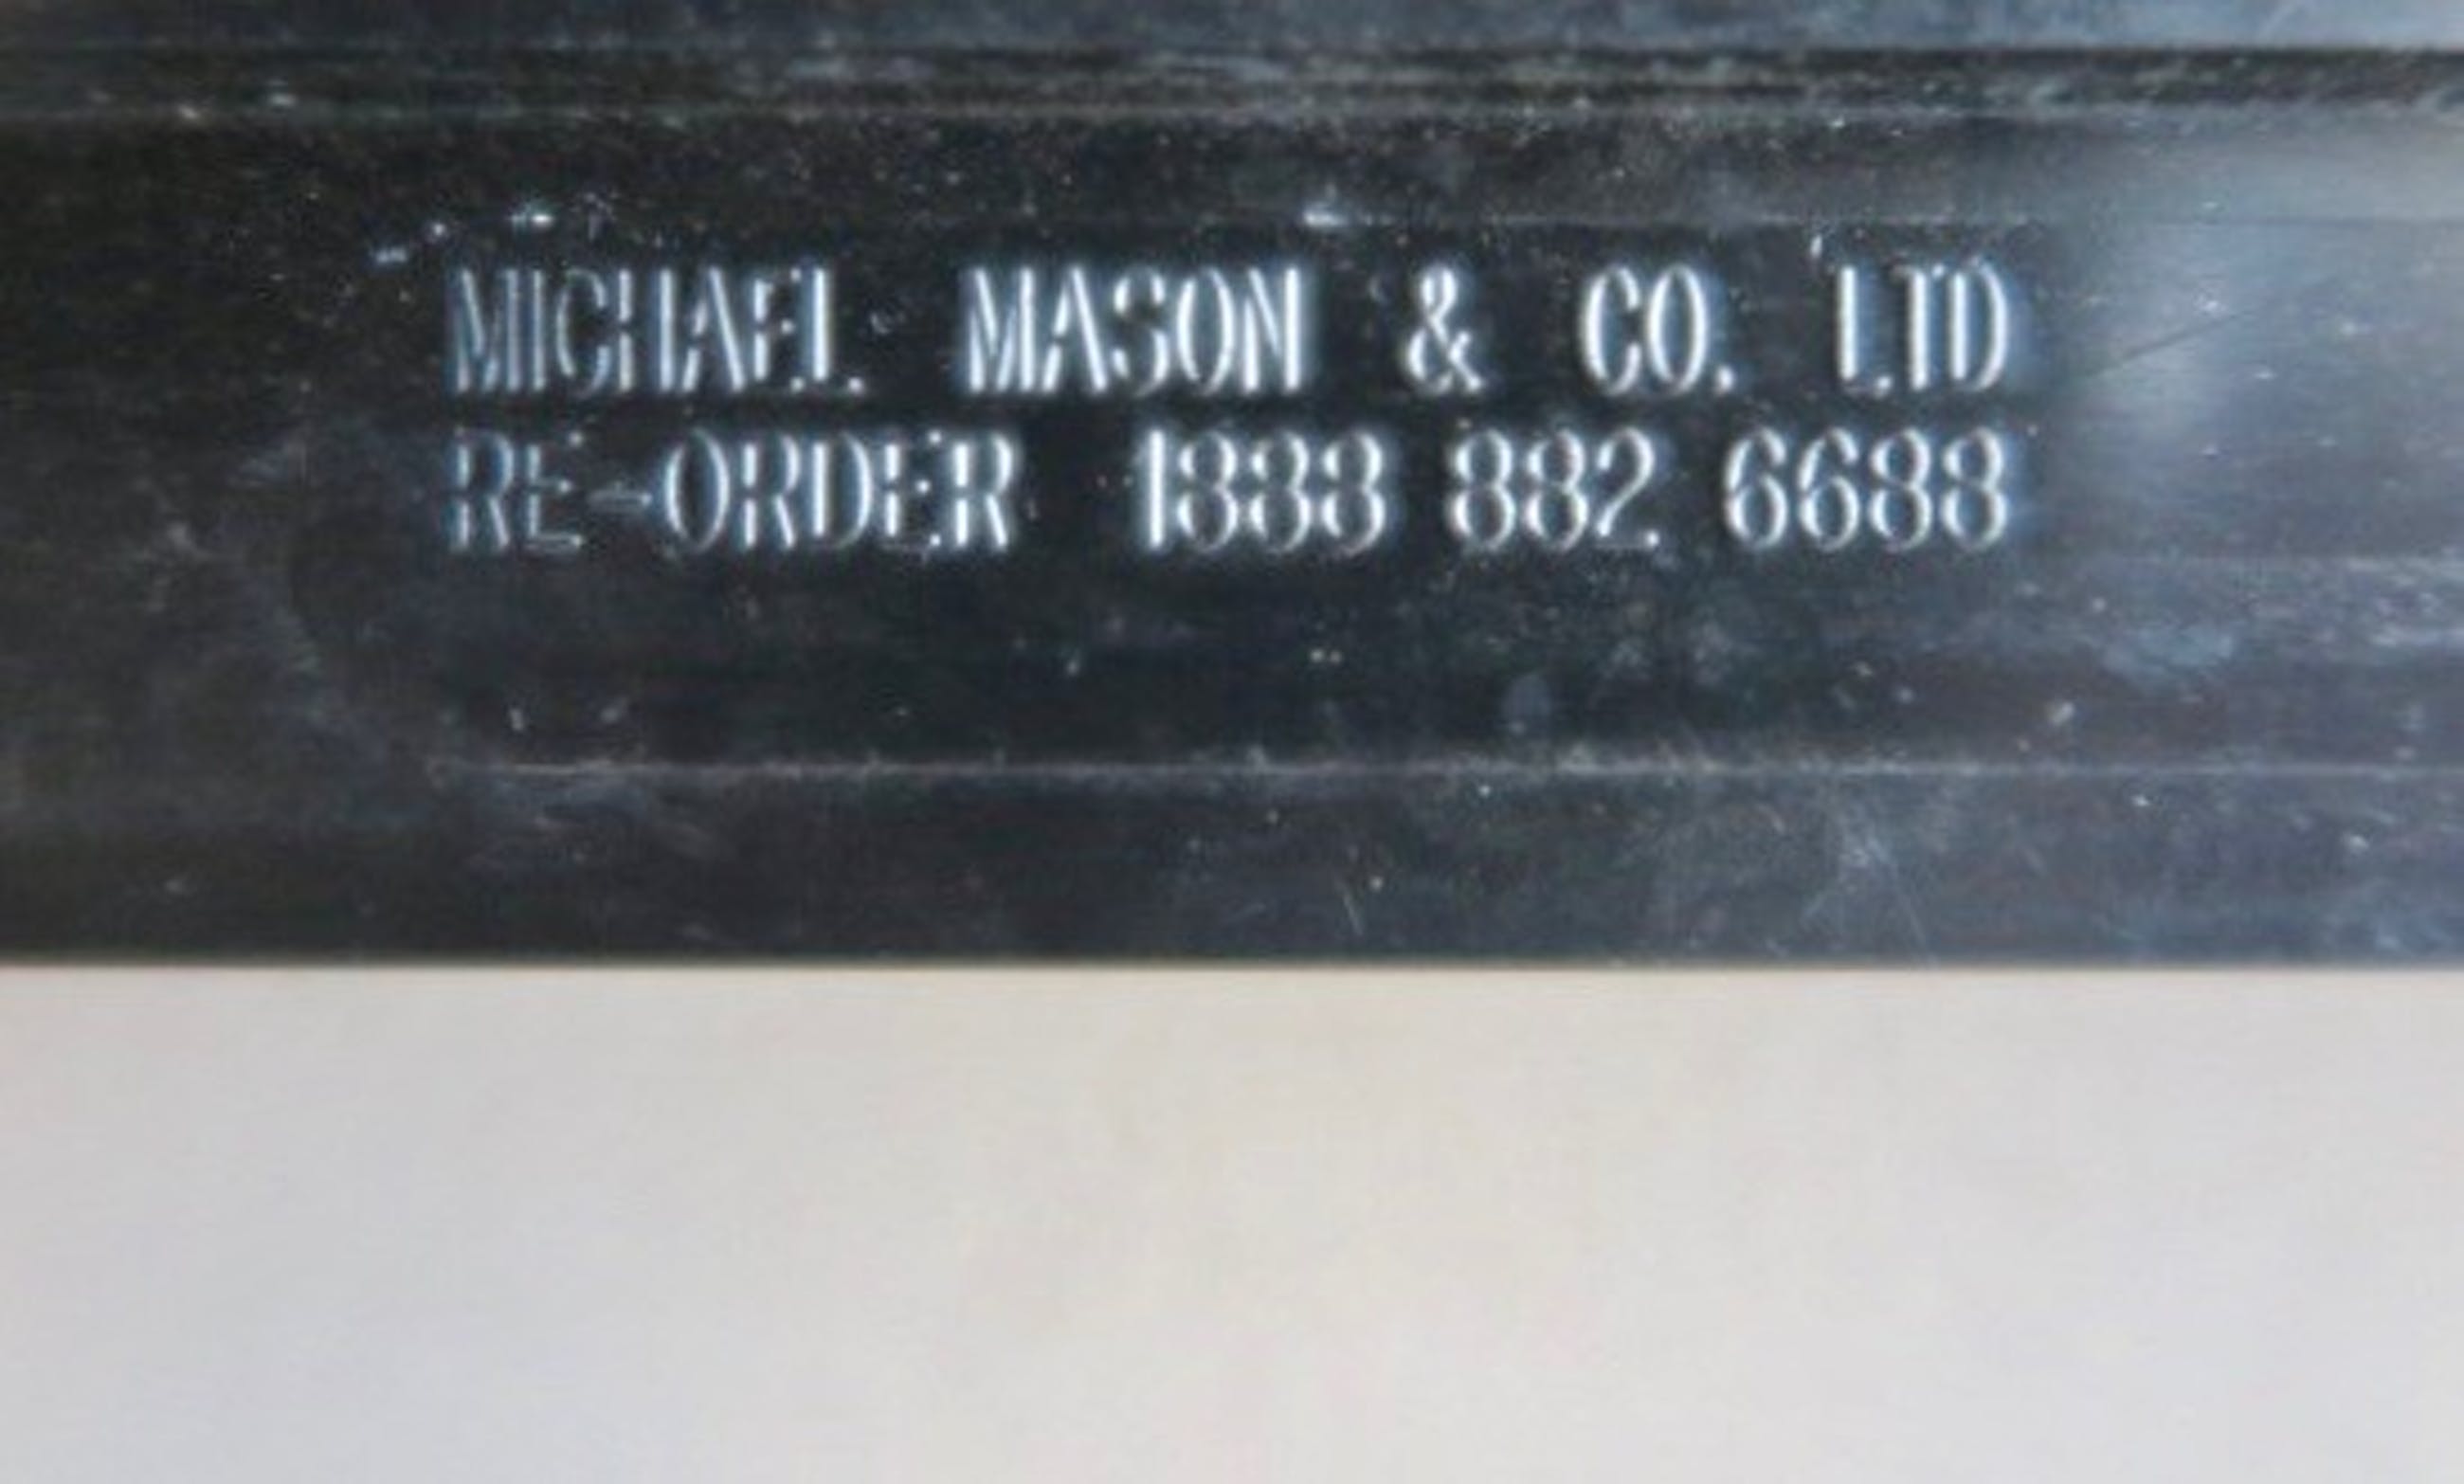 MICHAEL MASON & CO. LTD
RE-ORDER 1888 882 6688